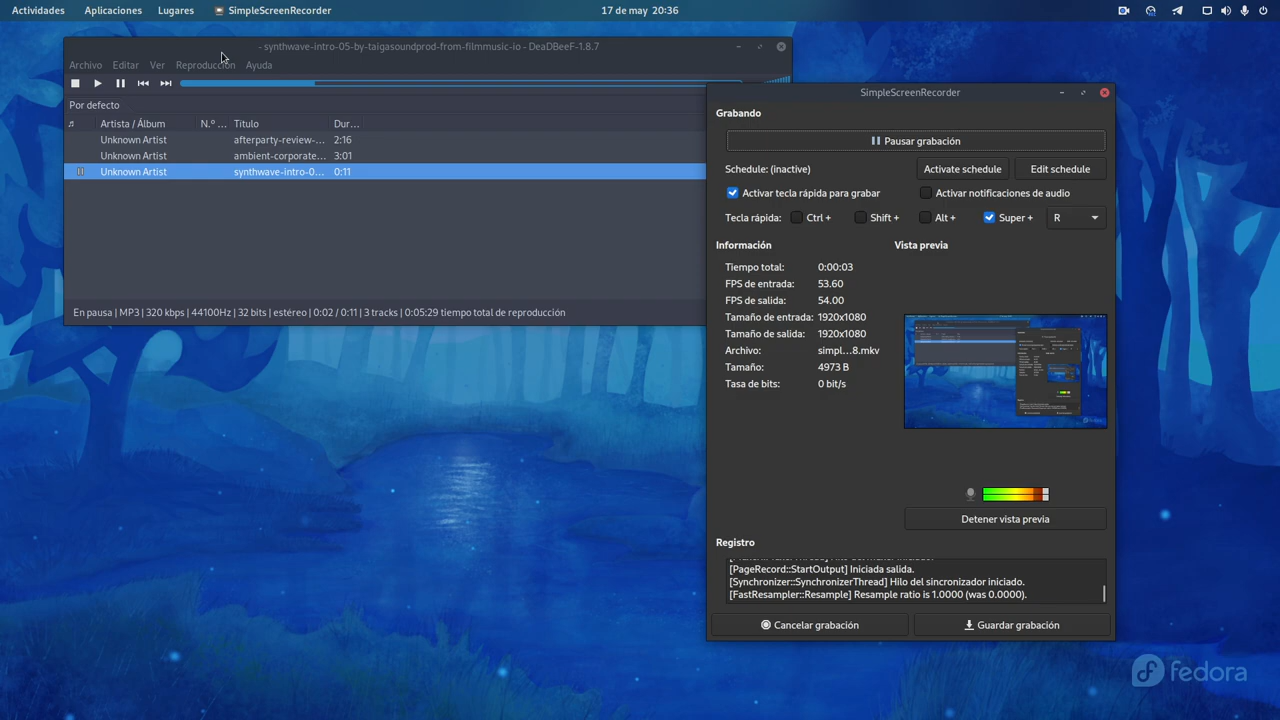 Actividades Aplicaciones Lugares SimpleScreenRecorder 17 de may 20:36
- synthwave-intro-05-by-taigasoundprod-from-filmmusic-io - DeaDBeeF-1.8.7
Archivo Editar Ver Reproducción Ayuda
Por defecto
Artista / Álbum N.º ... Título Dur...
Unknown Artist afterparty-review-... 2:16
Unknown Artist ambient-corporate... 3:01
Unknown Artist synthwave-intro-0... 0:11
En pausa | MP3 | 320 kbps | 44100Hz | 32 bits | estéreo | 0:02 / 0:11 | 3 tracks | 0:05:29 tiempo total de reproducción
SimpleScreenRecorder
Grabando
Pausar grabación
Schedule: (inactive) Activate schedule Edit schedule
Activar tecla rápida para grabar Activar notificaciones de audio
Tecla rápida: Ctrl + Shift + Alt + Super + R
Información Vista previa
Tiempo total: 0:00:03
FPS de entrada: 53.60
FPS de salida: 54.00
Tamaño de entrada: 1920x1080
Tamaño de salida: 1920x1080
Archivo: simpl...8.mkv
Tamaño: 4973 B
Tasa de bits: 0 bit/s
Detener vista previa
Registro
[PageRecord::StartOutput] Iniciada salida.
[Synchronizer::SynchronizerThread] Hilo del sincronizador iniciado.
[FastResampler::Resample] Resample ratio is 1.0000 (was 0.0000).
Cancelar grabación Guardar grabación
fedora